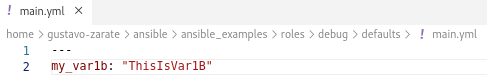 ! main.yml ×
home > gustavo-zarate > ansible > ansible_examples > roles > debug > defaults > ! main.yml
1 ---
2 my_var1b: "ThisIsVar1B"